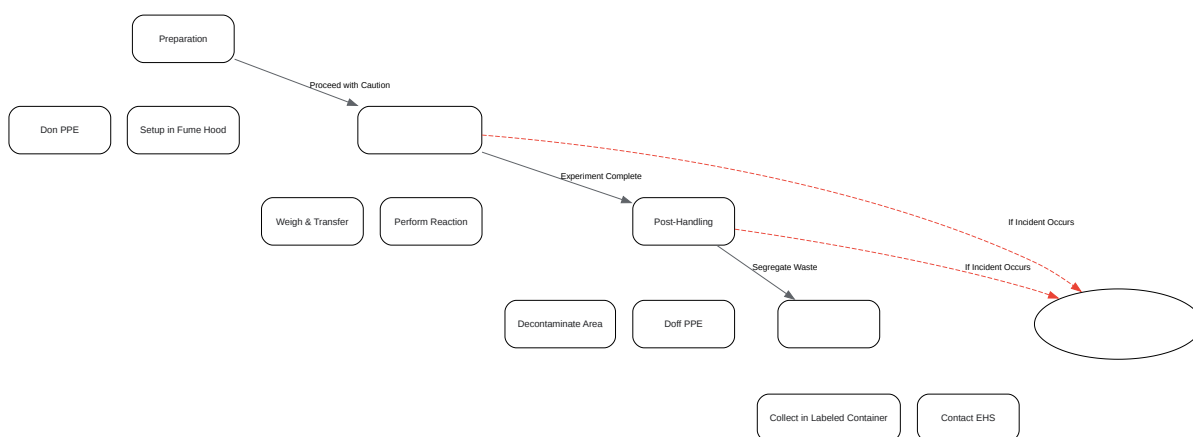 Preparation
Proceed with Caution
Don PPE
Setup in Fume Hood
Experiment Complete
Weigh & Transfer
Perform Reaction
Post-Handling
If Incident Occurs
Segregate Waste
If Incident Occurs
Decontaminate Area
Doff PPE
Collect in Labeled Container
Contact EHS